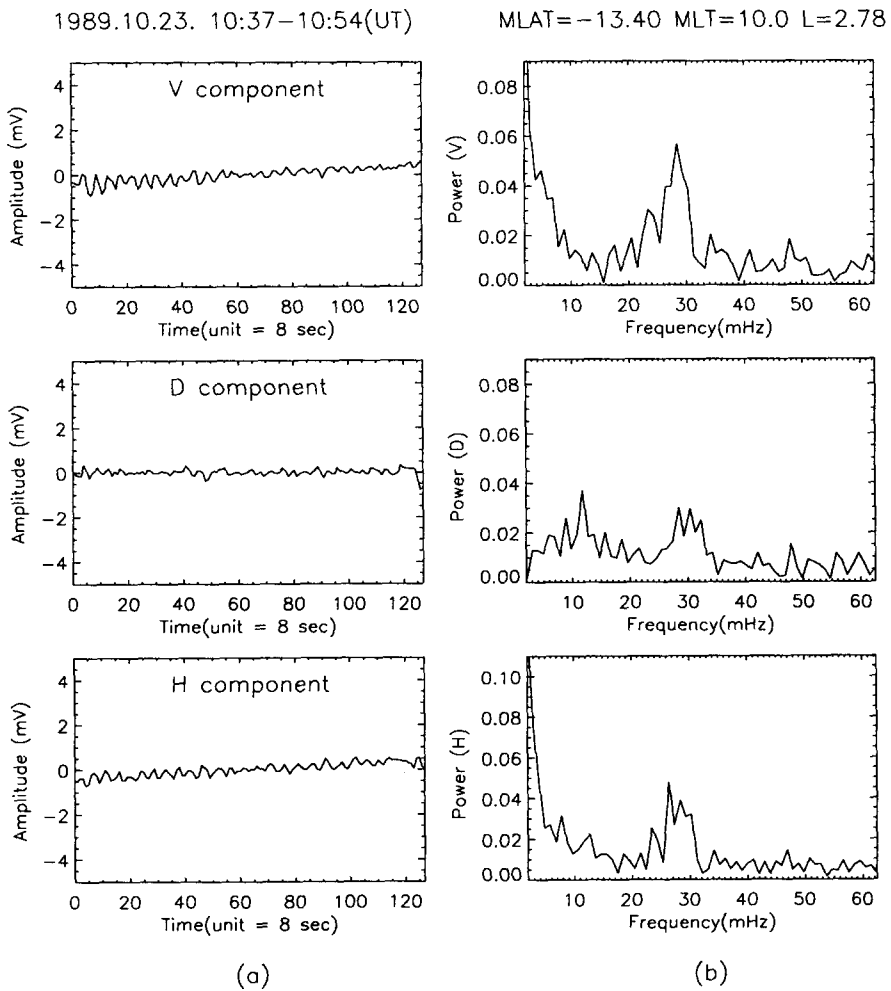 1989.10.23. 10:37-10:54(UT) MLAT=-13.40 MLT=10.0 L=2.78
V component
Amplitude (mV)
4
2
0
-2
-4
0 20 40 60 80 100 120
Time(unit = 8 sec)
Power (V)
0.08
0.06
0.04
0.02
0.00
10 20 30 40 50 60
Frequency(mHz)
D component
Amplitude (mV)
4
2
0
-2
-4
0 20 40 60 80 100 120
Time(unit = 8 sec)
Power (D)
0.08
0.06
0.04
0.02
0.00
10 20 30 40 50 60
Frequency(mHz)
H component
Amplitude (mV)
4
2
0
-2
-4
0 20 40 60 80 100 120
Time(unit = 8 sec)
Power (H)
0.10
0.08
0.06
0.04
0.02
0.00
10 20 30 40 50 60
Frequency(mHz)
(a) (b)